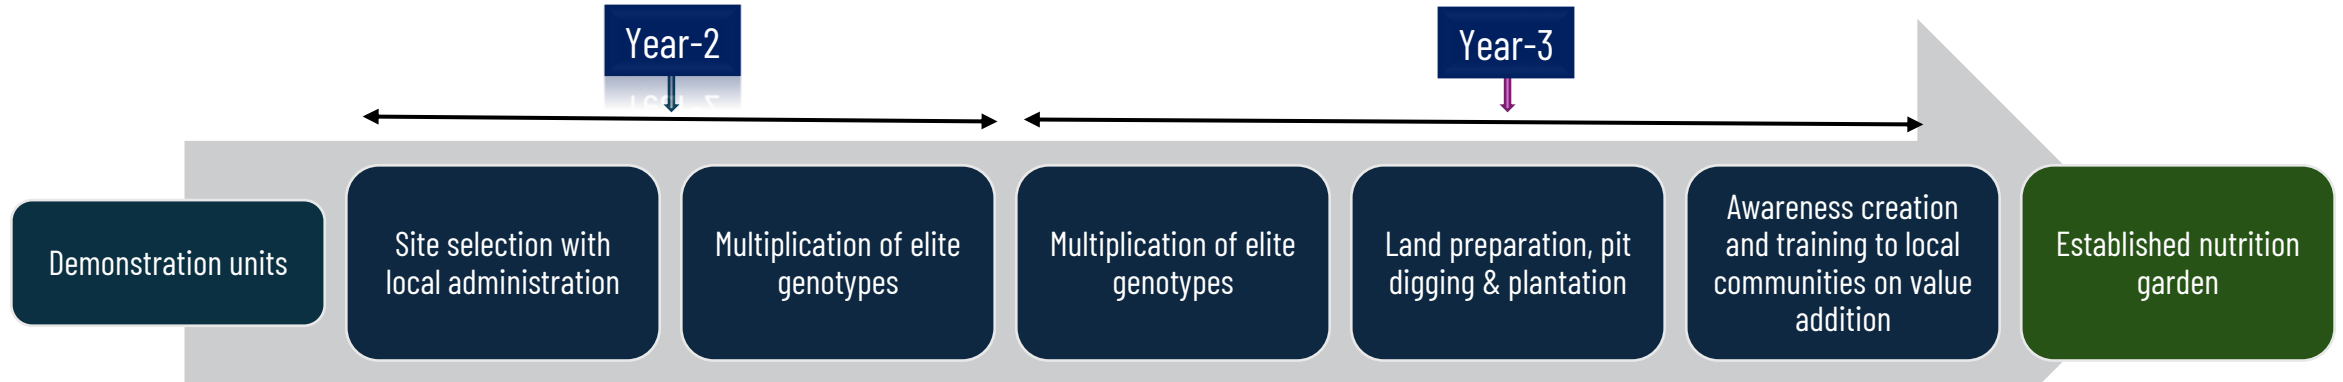 Year-2
Year-3
Demonstration units
Site selection with
local administration
Multiplication of elite
genotypes
Multiplication of elite
genotypes
Land preparation, pit
digging & plantation
Awareness creation
and training to local
communities on value
addition
Established nutrition
garden